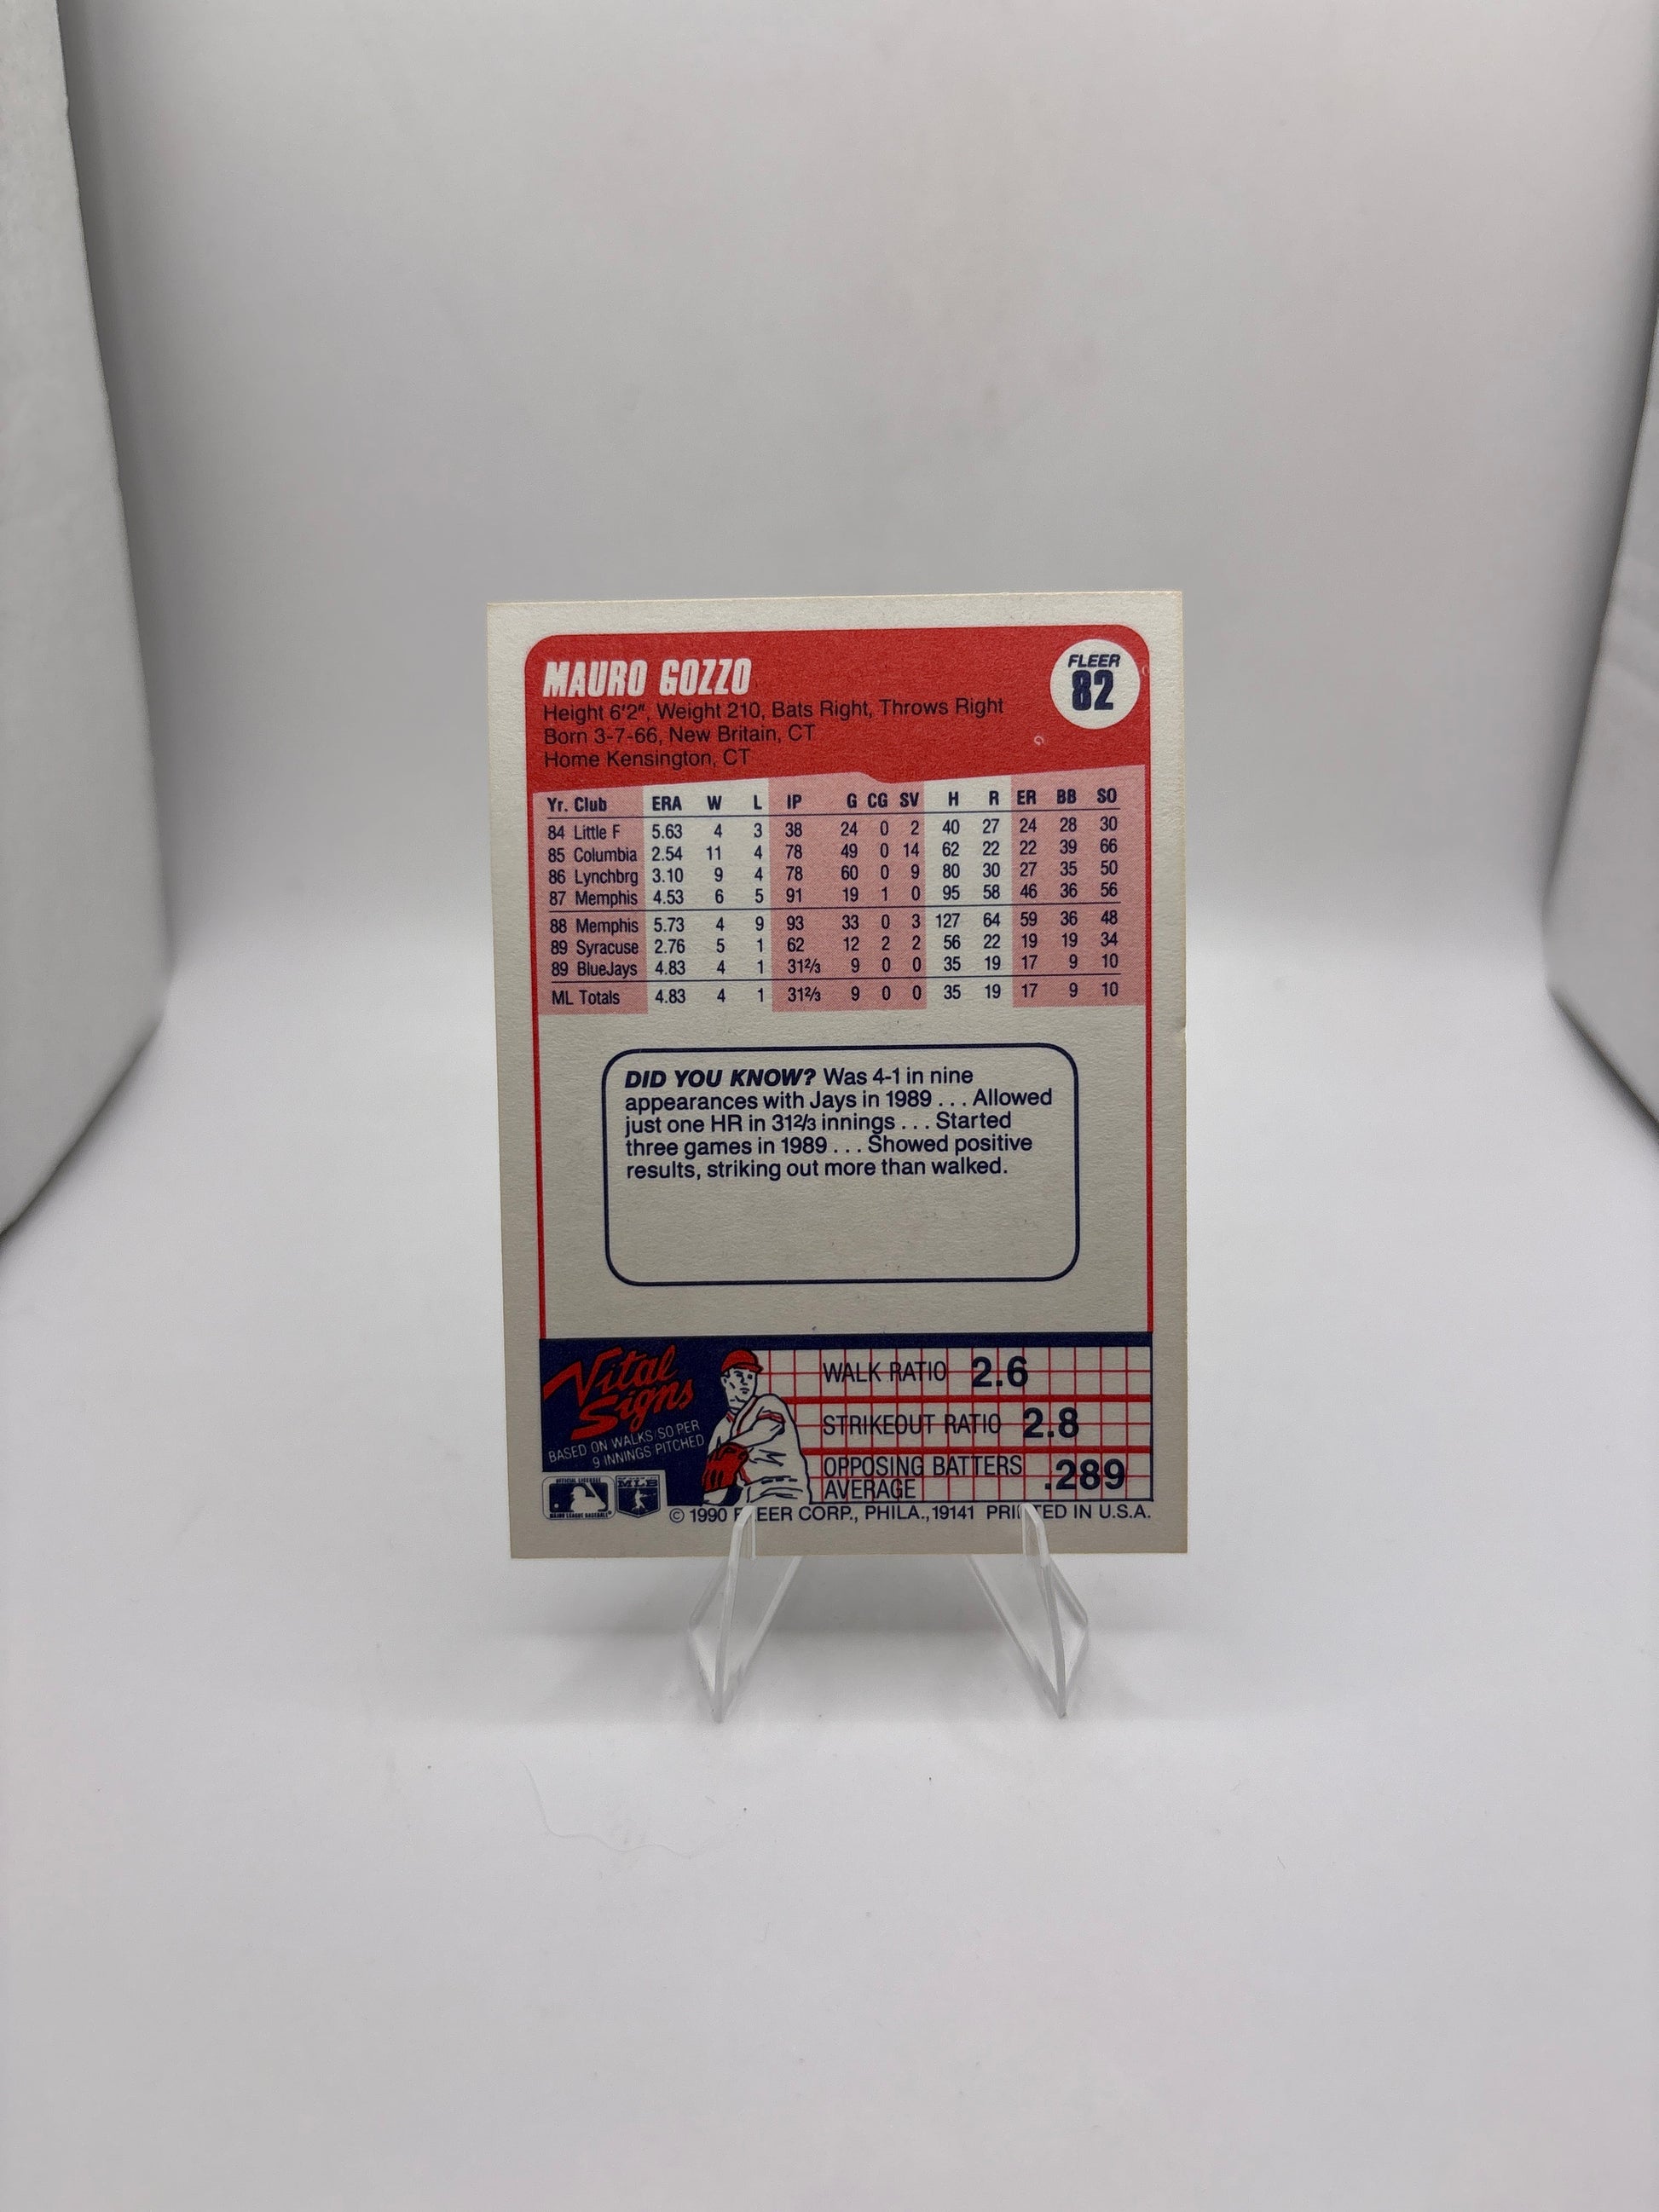 MAURO GOZZO
FLEER
82
Height 6'2", Weight 210, Bats Right, Throws Right
Born 3-7-66, New Britain, CT
Home Kensington, CT
Yr. Club ERA W L IP G CG SV H R ER BB SO
84 Little F 5.63 4 3 38 24 0 2 40 27 24 28 30
85 Columbia 2.54 11 4 78 49 0 14 62 22 22 39 66
86 Lynchbrg 3.10 9 4 78 60 0 9 80 30 27 35 50
87 Memphis 4.53 6 5 91 19 1 0 95 58 46 36 56
88 Memphis 5.73 4 9 93 33 0 3 127 64 59 36 48
89 Syracuse 2.76 5 1 62 12 2 2 56 22 19 19 34
89 BlueJays 4.83 4 1 31⅔ 9 0 0 35 19 17 9 10
ML Totals 4.83 4 1 31⅔ 9 0 0 35 19 17 9 10
DID YOU KNOW? Was 4-1 in nine
appearances with Jays in 1989 . . . Allowed
just one HR in 31⅔ innings . . . Started
three games in 1989 . . . Showed positive
results, striking out more than walked.
Vital
Signs
BASED ON WALKS/SO PER
9 INNINGS PITCHED
WALK RATIO 2.6
STRIKEOUT RATIO 2.8
OPPOSING BATTERS
AVERAGE .289
MLB
© 1990 FLEER CORP., PHILA., 19141 PRINTED IN U.S.A.